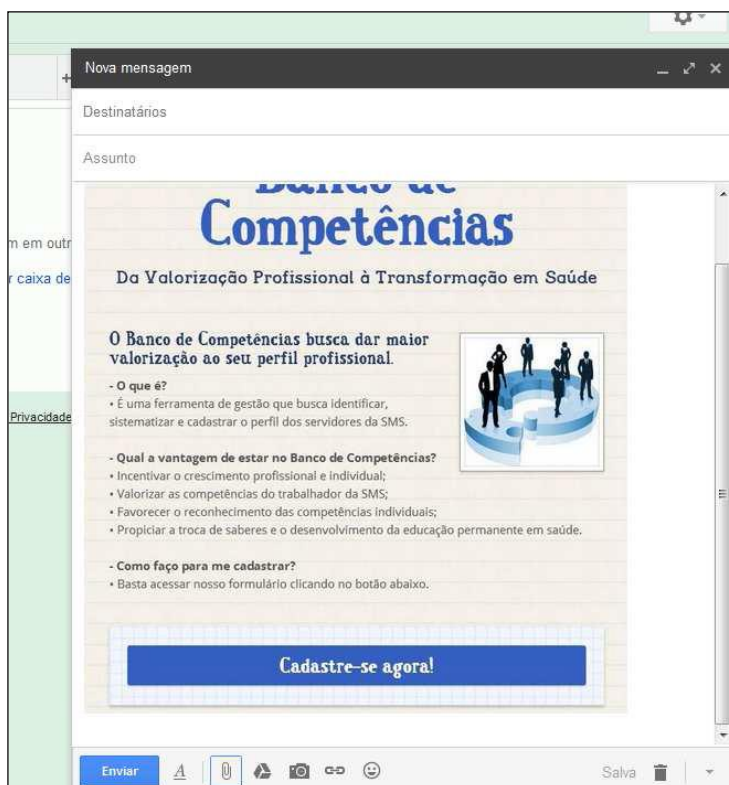 Nova mensagem
Destinatários
Assunto
Banco de
Competências
Da Valorização Profissional à Transformação em Saúde
m em outr
r caixa de
Privacidade
O Banco de Competências busca dar maior
valorização ao seu perfil profissional.
- O que é?
• É uma ferramenta de gestão que busca identificar,
sistematizar e cadastrar o perfil dos servidores da SMS.
- Qual a vantagem de estar no Banco de Competências?
• Incentivar o crescimento profissional e individual;
• Valorizar as competências do trabalhador da SMS;
• Favorecer o reconhecimento das competências individuais;
• Propiciar a troca de saberes e o desenvolvimento da educação permanente em saúde.
- Como faço para me cadastrar?
• Basta acessar nosso formulário clicando no botão abaixo.
Cadastre-se agora!
Enviar
Salva